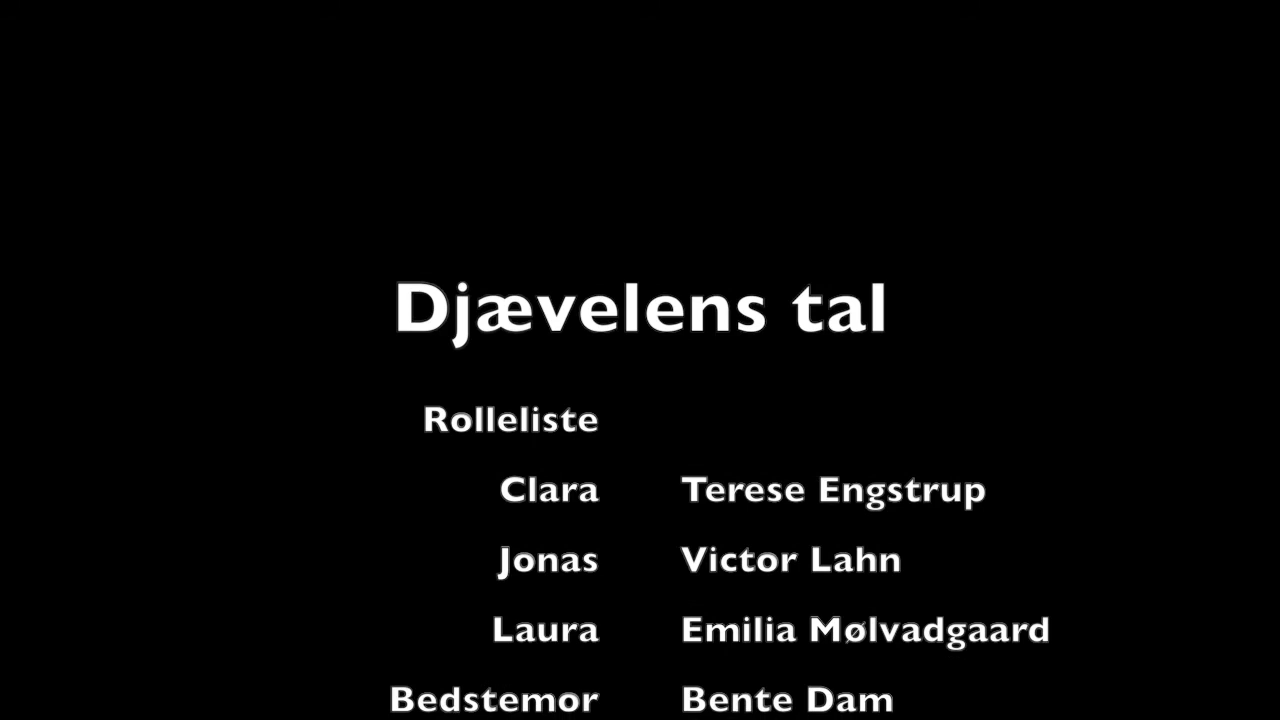 Djævelens tal
Rolleliste
Clara Terese Engstrup
Jonas Victor Lahn
Laura Emilia Mølvadgaard
Bedstemor Bente Dam